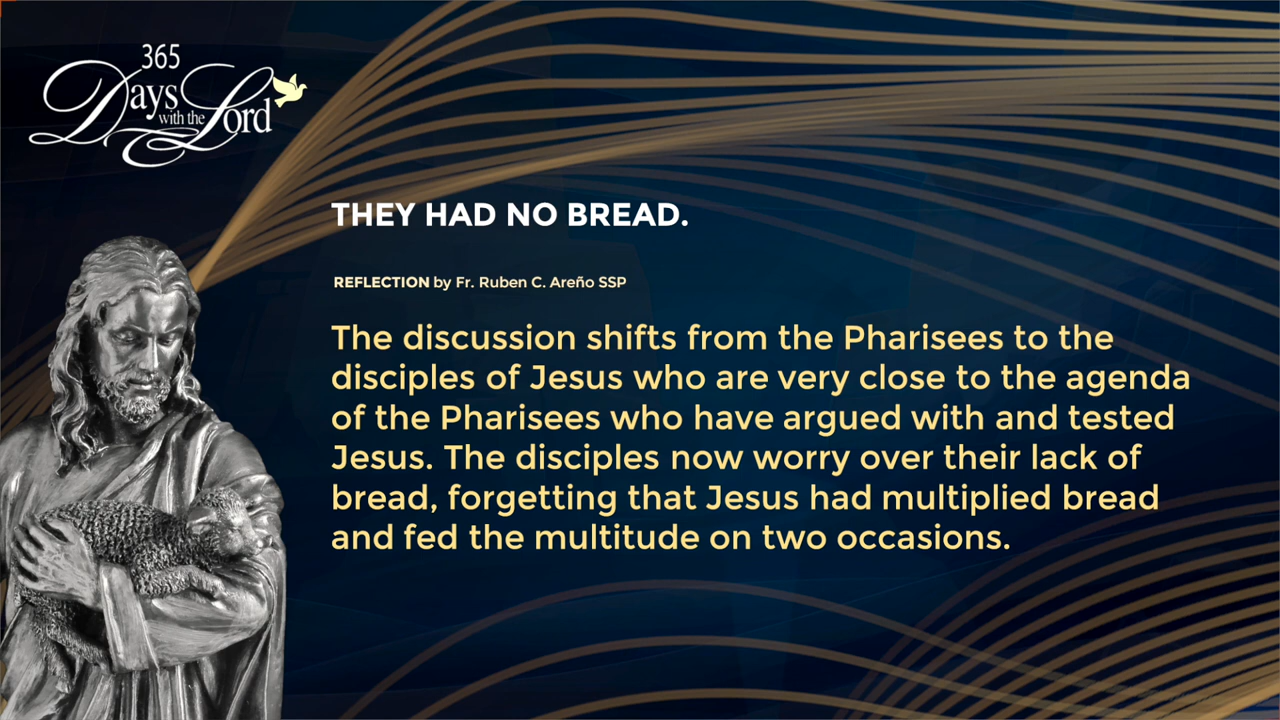 365
Days with the Lord
THEY HAD NO BREAD.
REFLECTION by Fr. Ruben C. Areño SSP
The discussion shifts from the Pharisees to the
disciples of Jesus who are very close to the agenda
of the Pharisees who have argued with and tested
Jesus. The disciples now worry over their lack of
bread, forgetting that Jesus had multiplied bread
and fed the multitude on two occasions.